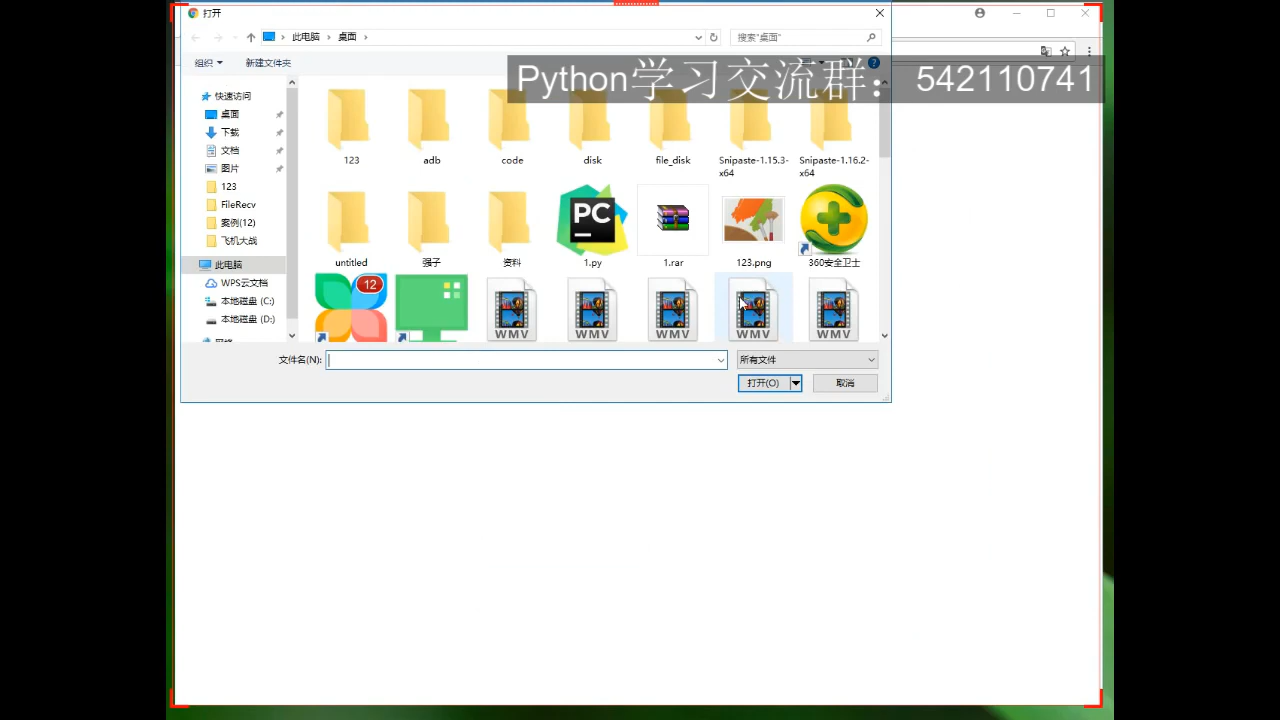 打开
此电脑
桌面
搜索"桌面"
组织
新建文件夹
Python学习交流群： 542110741
快速访问
桌面
下载
文档
图片
123
FileRecv
案例(12)
飞机大战
此电脑
WPS云文档
本地磁盘 (C:)
本地磁盘 (D:)
123
adb
code
disk
file_disk
Snipaste-1.15.3-x64
Snipaste-1.16.2-x64
untitled
强子
资料
PC
1.py
1.rar
123.png
360安全卫士
12
WMV
WMV
WMV
WMV
WMV
文件名(N):
所有文件
打开(O)
取消